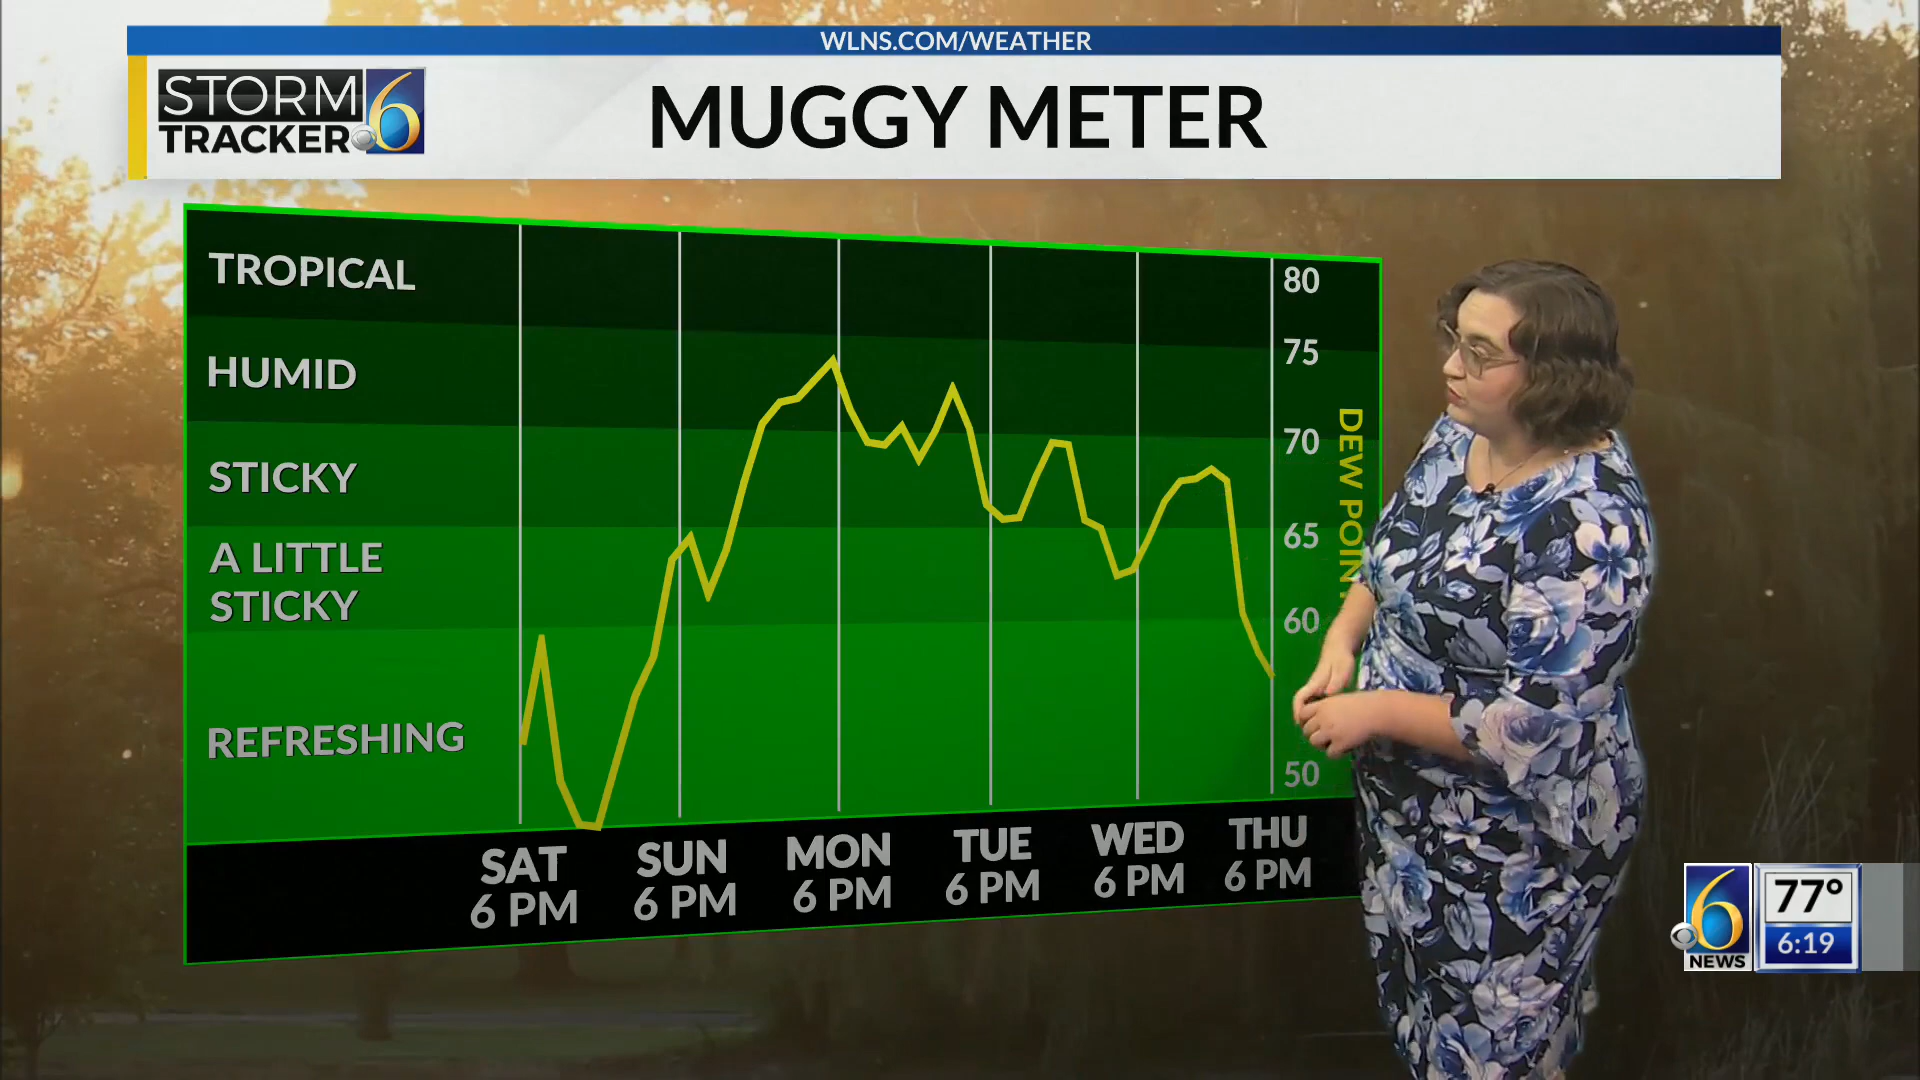 WLNS.COM/WEATHER
STORM
TRACKER 6
MUGGY METER
TROPICAL
HUMID
STICKY
A LITTLE
STICKY
REFRESHING
80
75
70
65
60
50
DEW POIN
SAT
6 PM
SUN
6 PM
MON
6 PM
TUE
6 PM
WED
6 PM
THU
6 PM
6
NEWS
77°
6:19